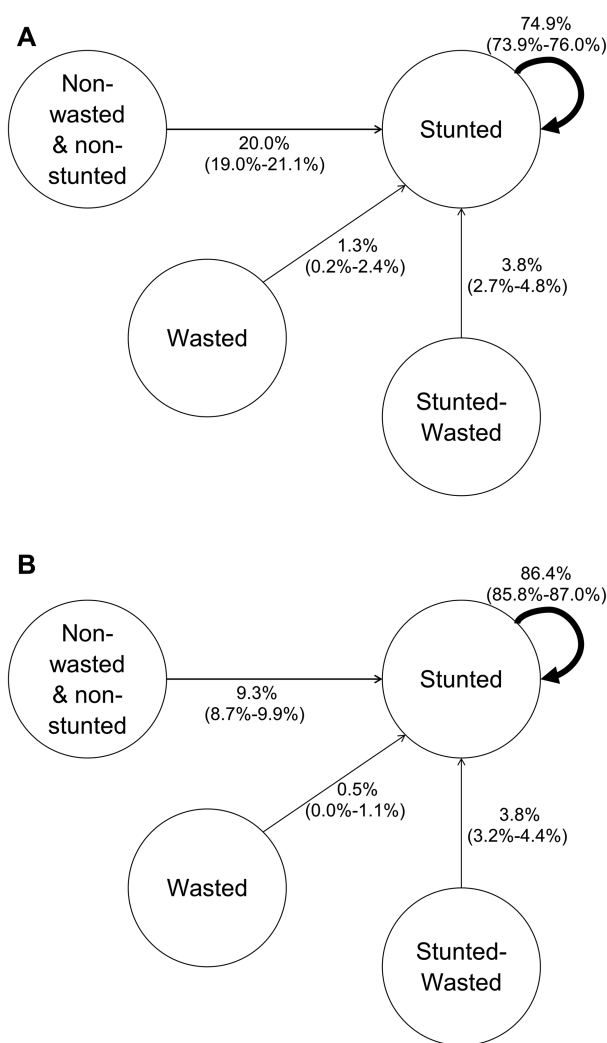 A
74.9%
(73.9%-76.0%)
Non-
wasted
& non-
stunted
Stunted
20.0%
(19.0%-21.1%)
1.3%
(0.2%-2.4%)
3.8%
(2.7%-4.8%)
Wasted
Stunted-
Wasted
B
86.4%
(85.8%-87.0%)
Non-
wasted
& non-
stunted
Stunted
9.3%
(8.7%-9.9%)
0.5%
(0.0%-1.1%)
3.8%
(3.2%-4.4%)
Wasted
Stunted-
Wasted